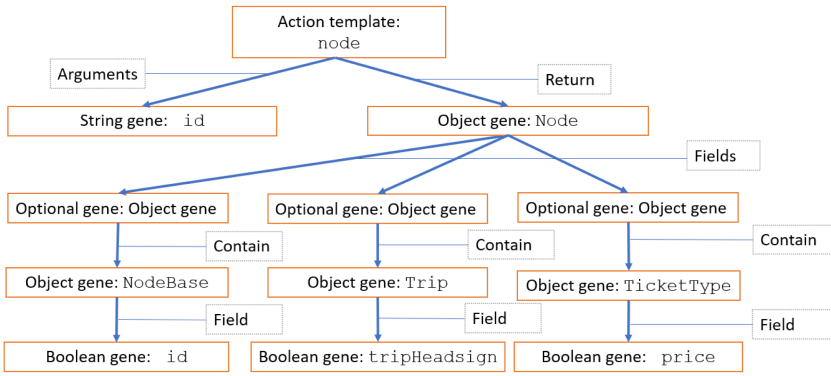 Action template:
node
Arguments
Return
String gene: id
Object gene: Node
Fields
Optional gene: Object gene
Optional gene: Object gene
Optional gene: Object gene
Contain
Contain
Contain
Object gene: NodeBase
Object gene: Trip
Object gene: TicketType
Field
Field
Field
Boolean gene: id
Boolean gene: tripHeadsign
Boolean gene: price